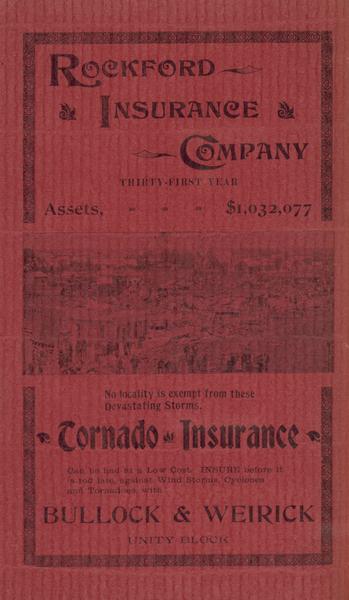 Rockford
Insurance
Company
THIRTY-FIRST YEAR
Assets, - - - $1,032,077
No locality is exempt from these
Devastating Storms.
Tornado Insurance
Can be had at a Low Cost. INSURE before it
is too late, against Wind Storms, Cyclones
and Tornadoes, with
BULLOCK & WEIRICK
UNITY BLOCK